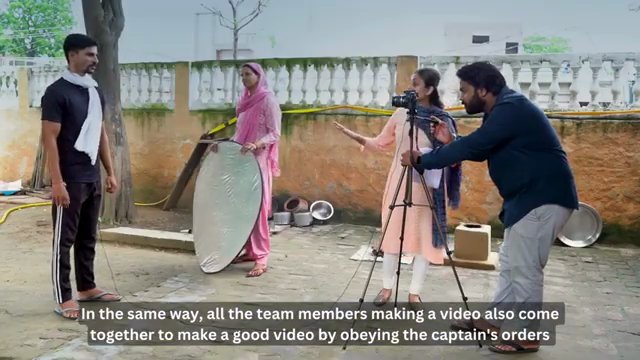 In the same way, all the team members making a video also come
together to make a good video by obeying the captain's orders